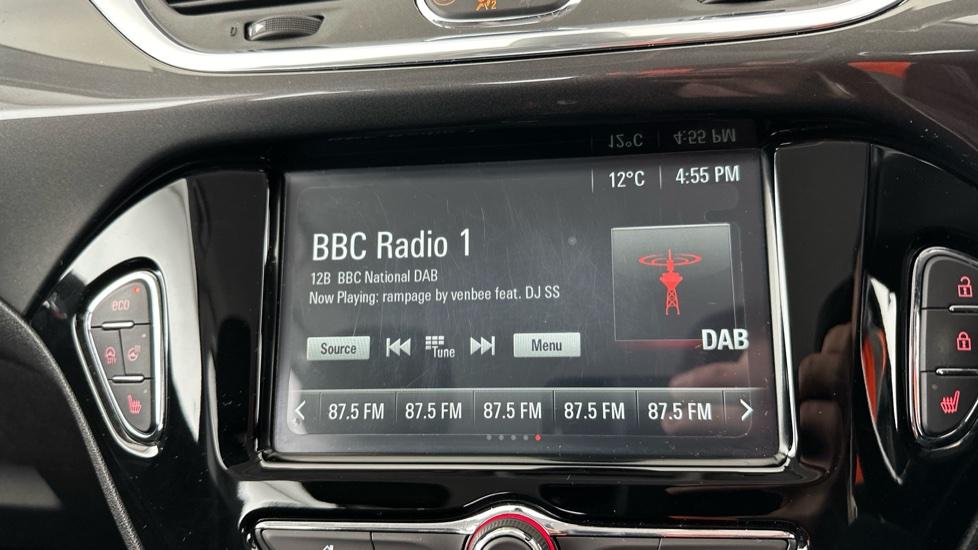 12°C 4:55 PM
BBC Radio 1
12B BBC National DAB
Now Playing: rampage by venbee feat. DJ SS
DAB
Source Tune Menu
87.5 FM 87.5 FM 87.5 FM 87.5 FM 87.5 FM
eco